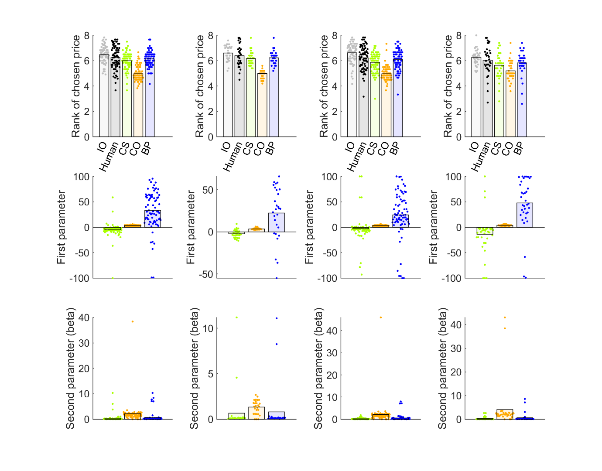 Rank of chosen price
8
6
4
2
0
IO
Human
CS
CO
BP
Rank of chosen price
8
6
4
2
0
IO
Human
CS
CO
BP
Rank of chosen price
8
6
4
2
0
IO
Human
CS
CO
BP
Rank of chosen price
8
6
4
2
0
IO
Human
CS
CO
BP
First parameter
100
50
0
-50
-100
First parameter
50
0
-50
First parameter
100
50
0
-50
-100
First parameter
100
50
0
-50
-100
Second parameter (beta)
40
30
20
10
0
Second parameter (beta)
10
5
0
Second parameter (beta)
40
20
0
Second parameter (beta)
40
30
20
10
0